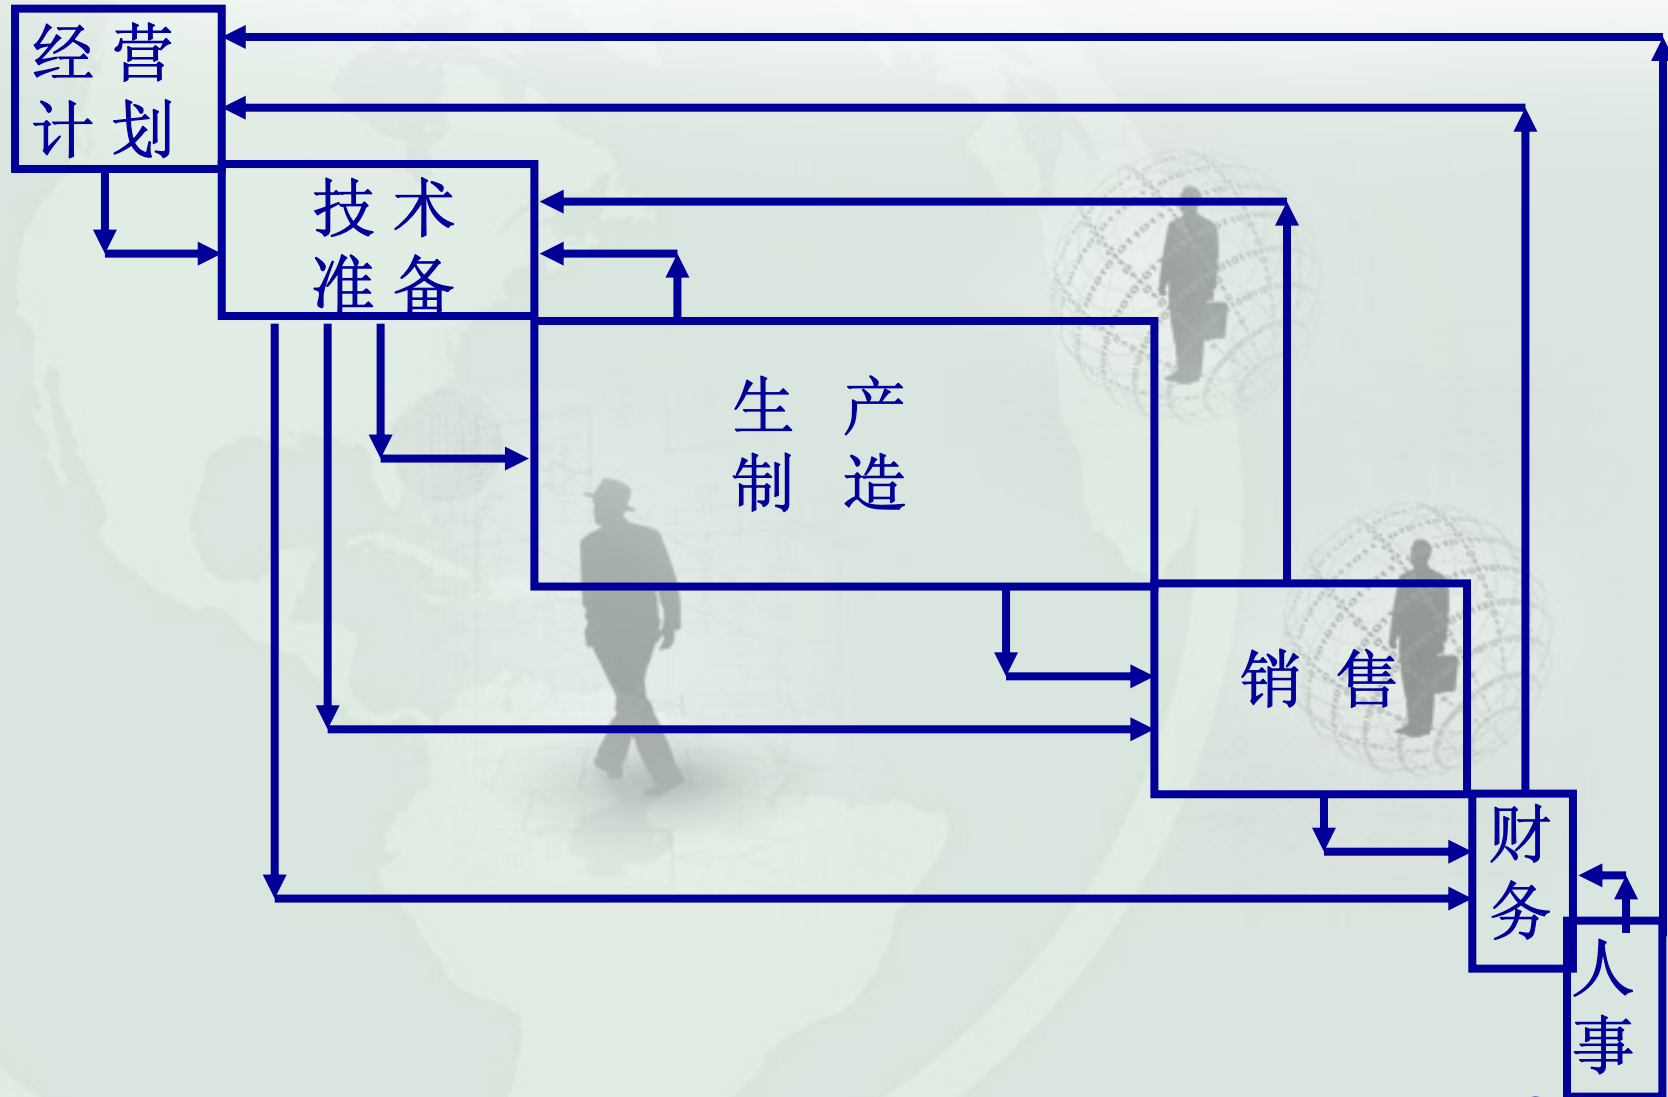 经 营
计 划
技 术
准 备
生 产
制 造
销 售
财
务
人
事